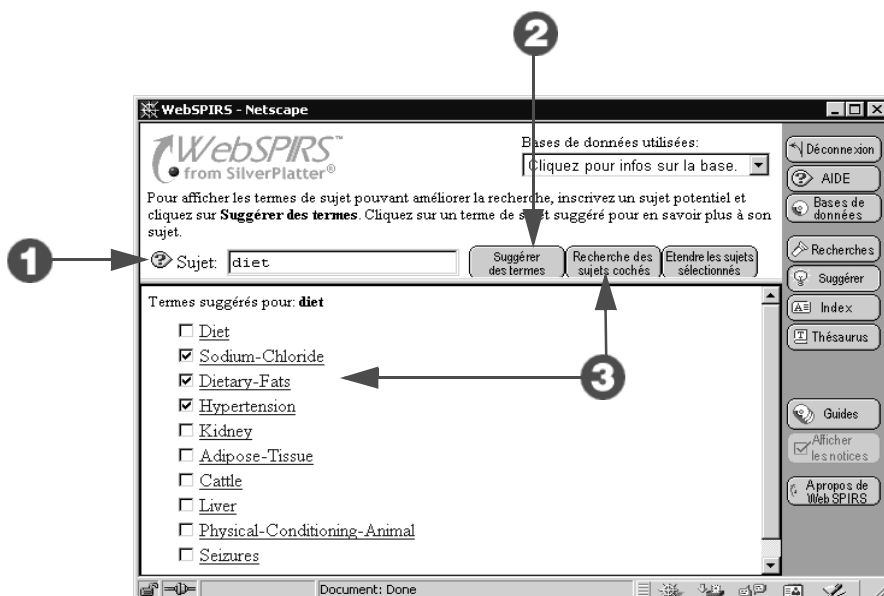 2
WebSPIRS - Netscape
WebSPIRS™
from SilverPlatter®
Bases de données utilisées:
Cliquez pour infos sur la base.
Pour afficher les termes de sujet pouvant améliorer la recherche, inscrivez un sujet potentiel et
cliquez sur Suggérer des termes. Cliquez sur un terme de sujet suggéré pour en savoir plus à son
sujet.
1
Sujet:
diet
Suggérer
des termes
Recherche des
sujets cochés
Etendre les sujets
sélectionnés
Termes suggérés pour: diet
Diet
Sodium-Chloride
Dietary-Fats
Hypertension
Kidney
Adipose-Tissue
Cattle
Liver
Physical-Conditioning-Animal
Seizures
3
Déconnexion
AIDE
Bases de
données
Recherches
Suggérer
Index
Thésaurus
Guides
Afficher
les notices
A propos de
WebSPIRS
Document: Done